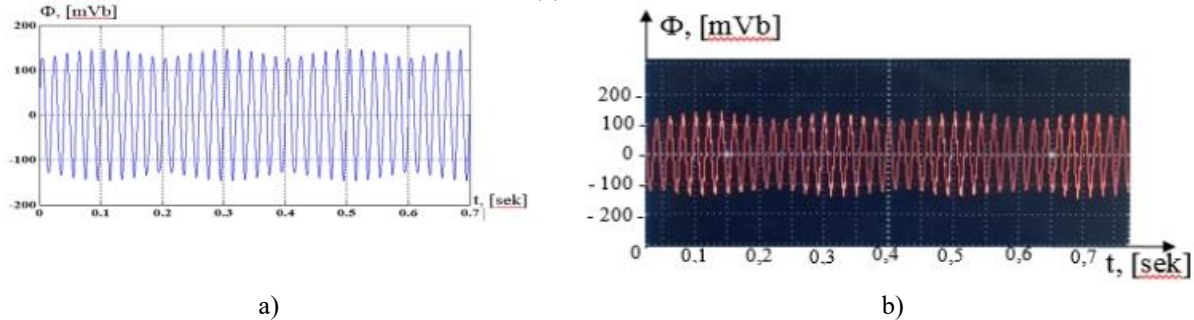 Φ, [mVb]
200
100
0
-100
-200
0 0.1 0.2 0.3 0.4 0.5 0.6 0.7
t, [sek]
a)
Φ, [mVb]
200 -
100 -
0
- 100 -
- 200 -
0 0,1 0,2 0,3 0,4 0,5 0,6 0,7
t, [sek]
b)